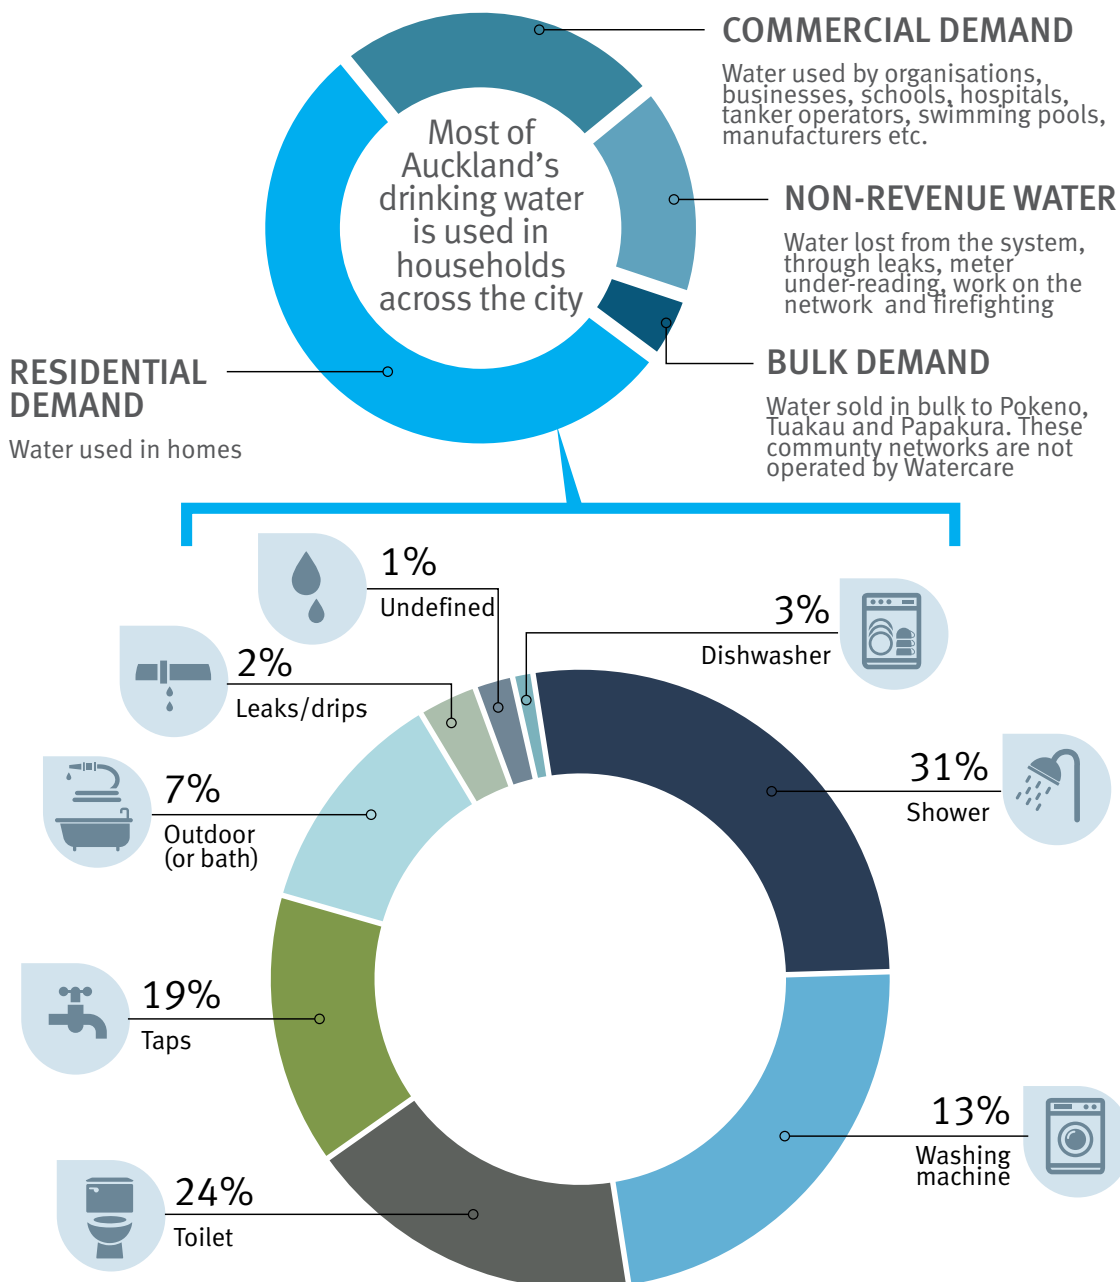 COMMERCIAL DEMAND
Water used by organisations,
businesses, schools, hospitals,
tanker operators, swimming pools,
manufacturers etc.
Most of
Auckland's
drinking water
is used in
households
across the city
NON-REVENUE WATER
Water lost from the system,
through leaks, meter
under-reading, work on the
network and firefighting
RESIDENTIAL
DEMAND
Water used in homes
BULK DEMAND
Water sold in bulk to Pokeno,
Tuakau and Papakura. These
communty networks are not
operated by Watercare
1%
Undefined
3%
Dishwasher
2%
Leaks/drips
31%
Shower
7%
Outdoor
(or bath)
19%
Taps
13%
Washing
machine
24%
Toilet